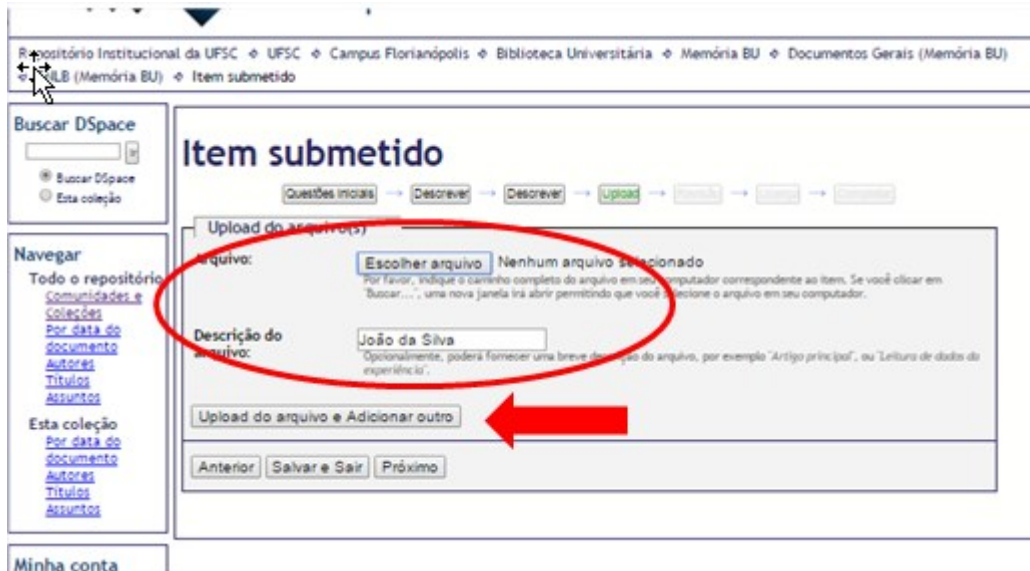 Repositório Institucional da UFSC ❖ UFSC ❖ Campus Florianópolis ❖ Biblioteca Universitária ❖ Memória BU ❖ Documentos Gerais (Memória BU)
(Memória BU) ❖ Item submetido
Buscar DSpace
Buscar DSpace
Esta coleção
Navegar
Todo o repositório
Comunidades e
Coleções
Por data do
documento
Autores
Títulos
Assuntos
Esta coleção
Por data do
documento
Autores
Títulos
Assuntos
Minha conta
Item submetido
Questões Iniciais → Descrever → Descrever → Upload → → →
Upload do arquivo(s)
Arquivo:
Escolher arquivo Nenhum arquivo selecionado
Por favor, indique o caminho completo do arquivo em seu computador correspondente ao item. Se você clicar em
"Buscar...", uma nova janela irá abrir permitindo que você selecione o arquivo em seu computador.
Descrição do
arquivo:
João da Silva
Opcionalmente, poderá fornecer uma breve descrição do arquivo, por exemplo "Artigo principal", ou "Leitura de dados da
experiência".
Upload do arquivo e Adicionar outro
Anterior Salvar e Sair Próximo